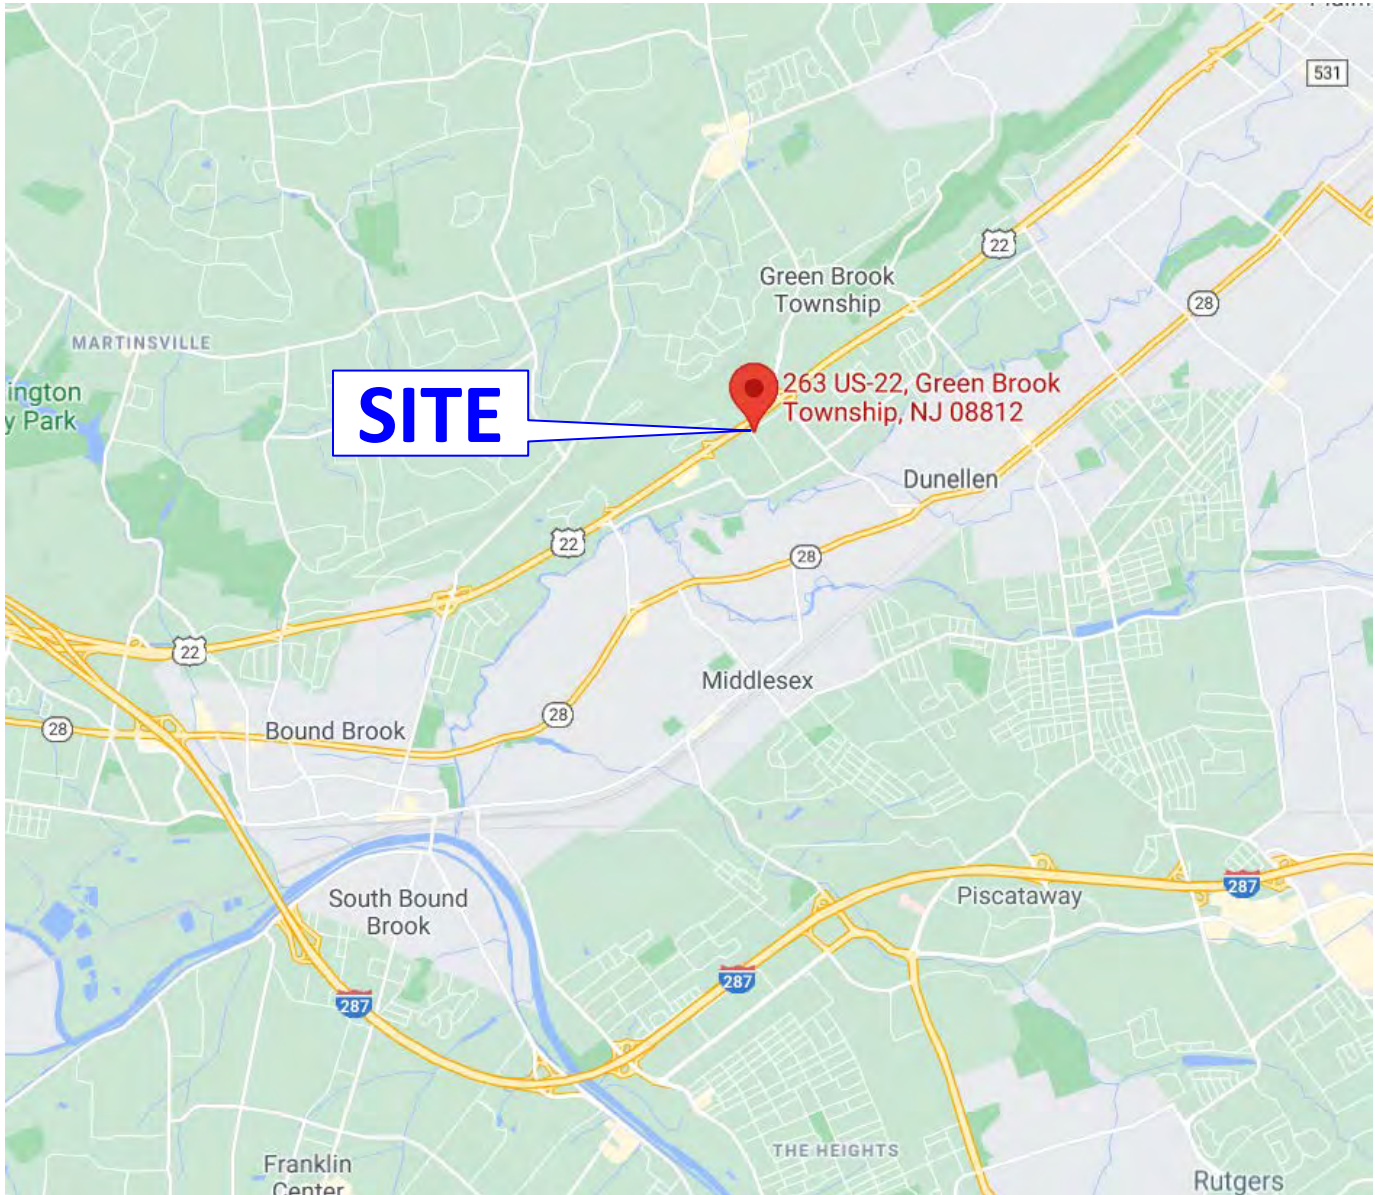 531
22
Green Brook
Township
28
MARTINSVILLE
ington
y Park
SITE
263 US-22, Green Brook
Township, NJ 08812
Dunellen
22
28
22
Middlesex
28
28
Bound Brook
287
Piscataway
South Bound
Brook
287
287
THE HEIGHTS
Franklin
Center
Rutgers